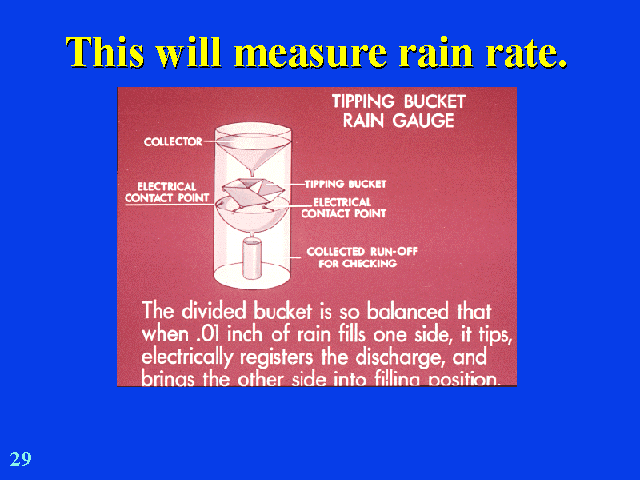 This will measure rain rate.
TIPPING BUCKET
RAIN GAUGE
COLLECTOR
ELECTRICAL
CONTACT POINT
TIPPING BUCKET
ELECTRICAL
CONTACT POINT
COLLECTED RUN-OFF
FOR CHECKING
The divided bucket is so balanced that
when .01 inch of rain fills one side, it tips,
electrically registers the discharge, and
brings the other side into filling position.
29